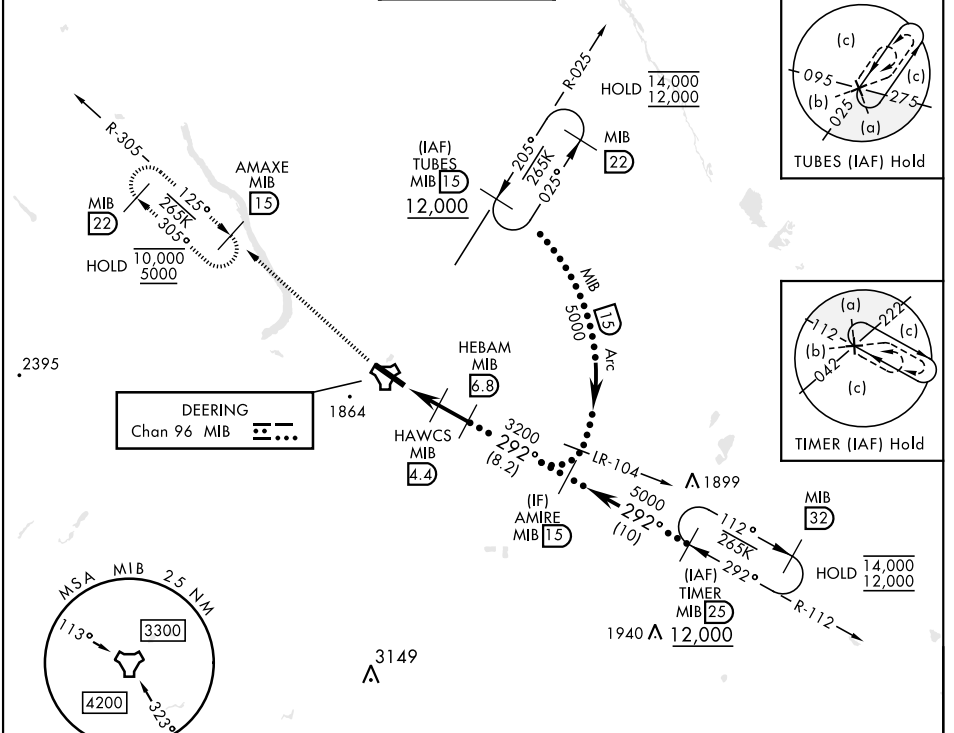 R-025
HOLD 14,000
12,000
(IAF)
TUBES
MIB 15
12,000
205°
265K
025°
MIB
22
R-305
AMAXE
MIB
15
MIB
22
125°
265K
305°
HOLD 10,000
5000
MIB 15 Arc
5000
2395
1864
DEERING
Chan 96 MIB
HEBAM
MIB
6.8
HAWCS
MIB
4.4
3200
292°
(8.2)
LR-104
1899
(IF)
AMIRE
MIB 15
5000
292°
(10)
112°
265K
292°
MIB
32
HOLD 14,000
12,000
R-112
(IAF)
TIMER
MIB 25
12,000
1940
3149
MSA MIB 25 NM
113°
3300
4200
323°
(c)
095
(b)
025
(a)
275
(c)
TUBES (IAF) Hold
(a)
222
112
(c)
(b)
042
(c)
TIMER (IAF) Hold